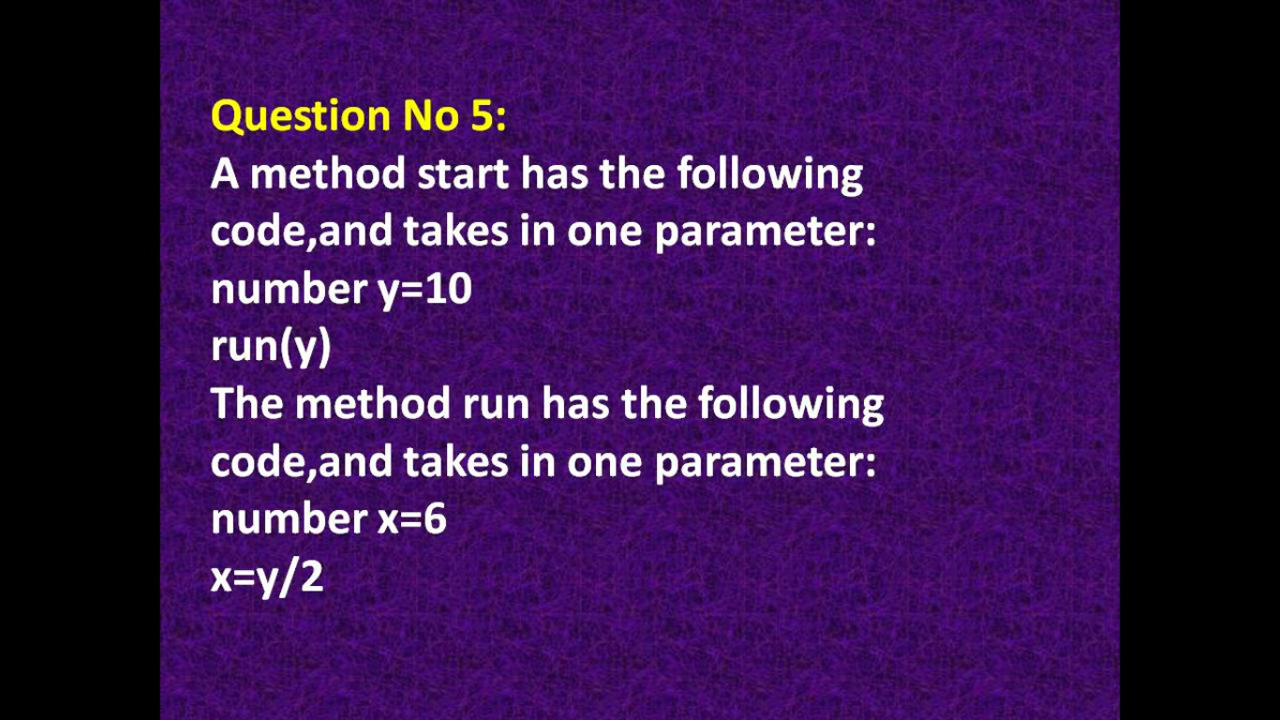 Question No 5:
A method start has the following
code,and takes in one parameter:
number y=10
run(y)
The method run has the following
code,and takes in one parameter:
number x=6
x=y/2